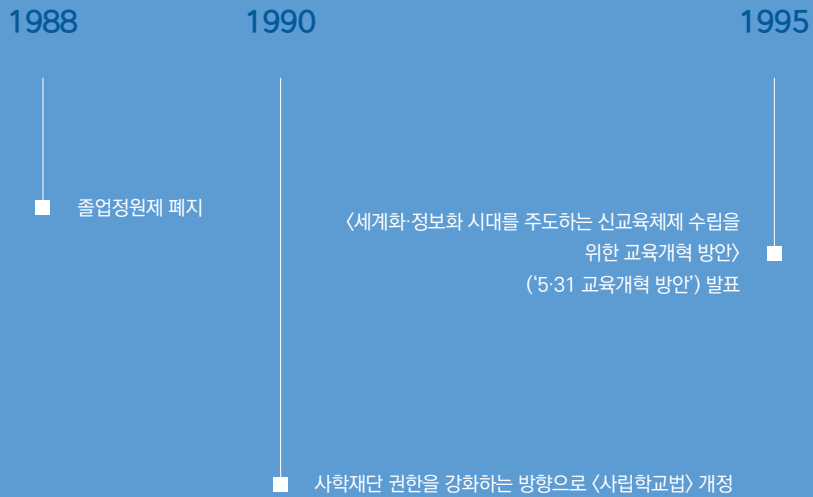 1988
1990
1995
졸업정원제 폐지
〈세계화·정보화 시대를 주도하는 신교육체제 수립을
위한 교육개혁 방안〉
(‘5·31 교육개혁 방안’) 발표
사학재단 권한을 강화하는 방향으로 〈사립학교법〉 개정